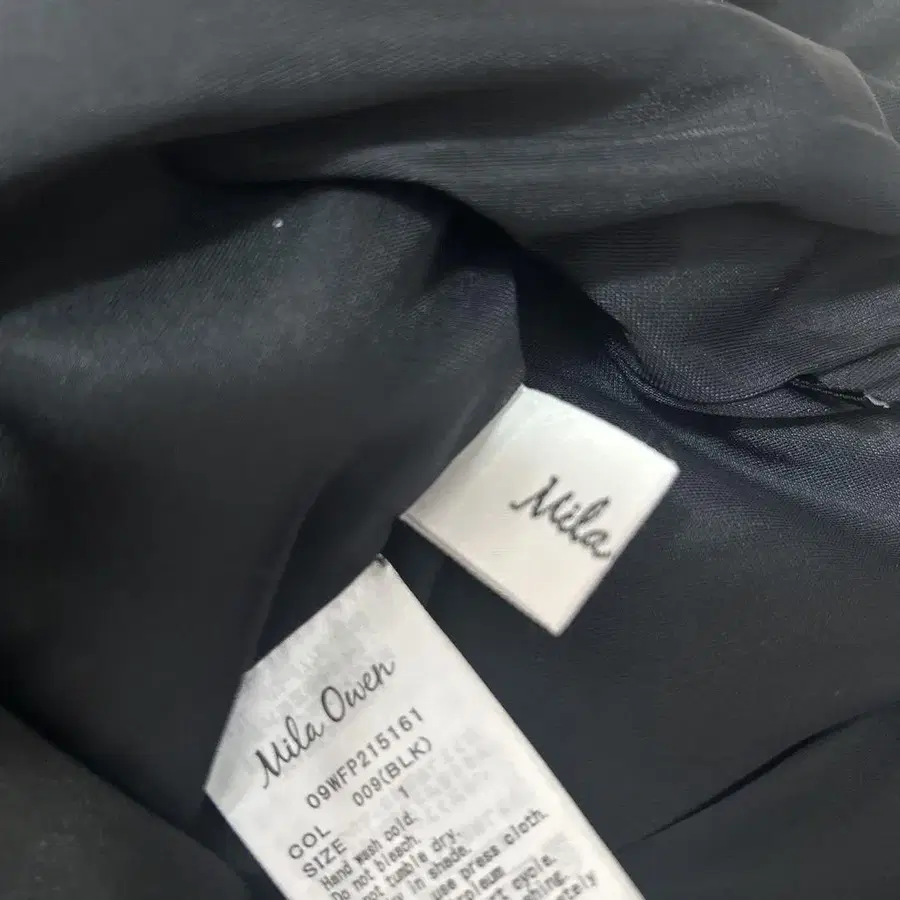 Mila
Mila Owen
09WFP215161
COL 009(BLK)
SIZE 1
Hand wash cold.
Do not bleach.
not tumble dry.
in shade.
use press cloth.
cycle.